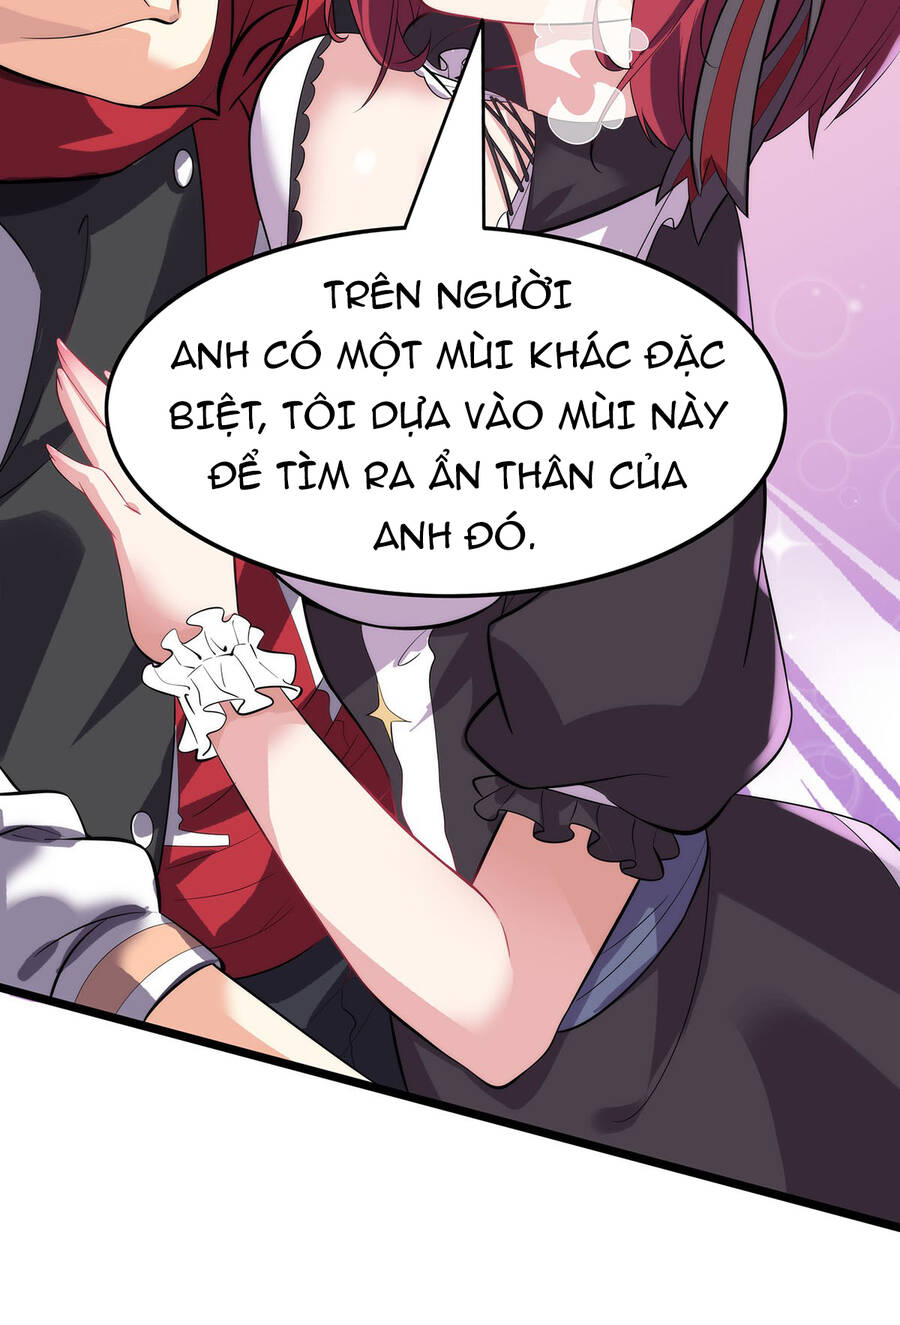 TRÊN NGƯỜI
ANH CÓ MỘT MÙI KHÁC ĐẶC
BIỆT, TÔI DỰA VÀO MÙI NÀY
ĐỂ TÌM RA ẨN THÂN CỦA
ANH ĐÓ.